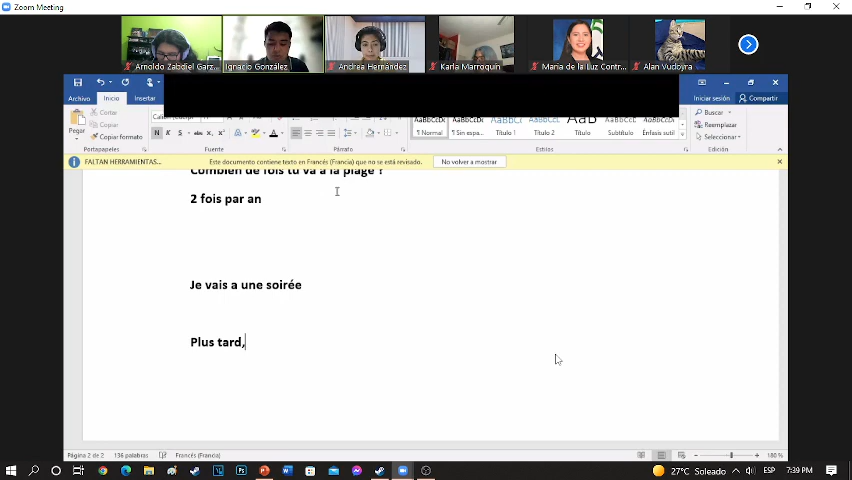 Zoom Meeting
Arnoldo Zabdiel Garz...
Ignacio González
Andrea Hernández
Karla Marroquín
María de la Luz Contr...
Alan Vudoyra
Archivo Inicio Insertar
Iniciar sesión Compartir
Pegar
Cortar
Copiar
Copiar formato
Portapapeles
N K S abc
Fuente
Párrafo
AaBbCcDc AaBbCcDc AaBbC AaBbCcC AaB AaBbCcC AaBbCcDc
¶ Normal ¶ Sin espa... Título 1 Título 2 Título Subtítulo Énfasis sutil
Estilos
Buscar
Reemplazar
Seleccionar
Edición
FALTAN HERRAMIENTAS... Este documento contiene texto en Francés (Francia) que no se está revisado. No volver a mostrar
Combien de fois tu va à la plage ?
2 fois par an
Je vais a une soirée
Plus tard,
Página 2 de 2 136 palabras Francés (Francia) 180 %
27°C Soleado ESP 7:39 PM